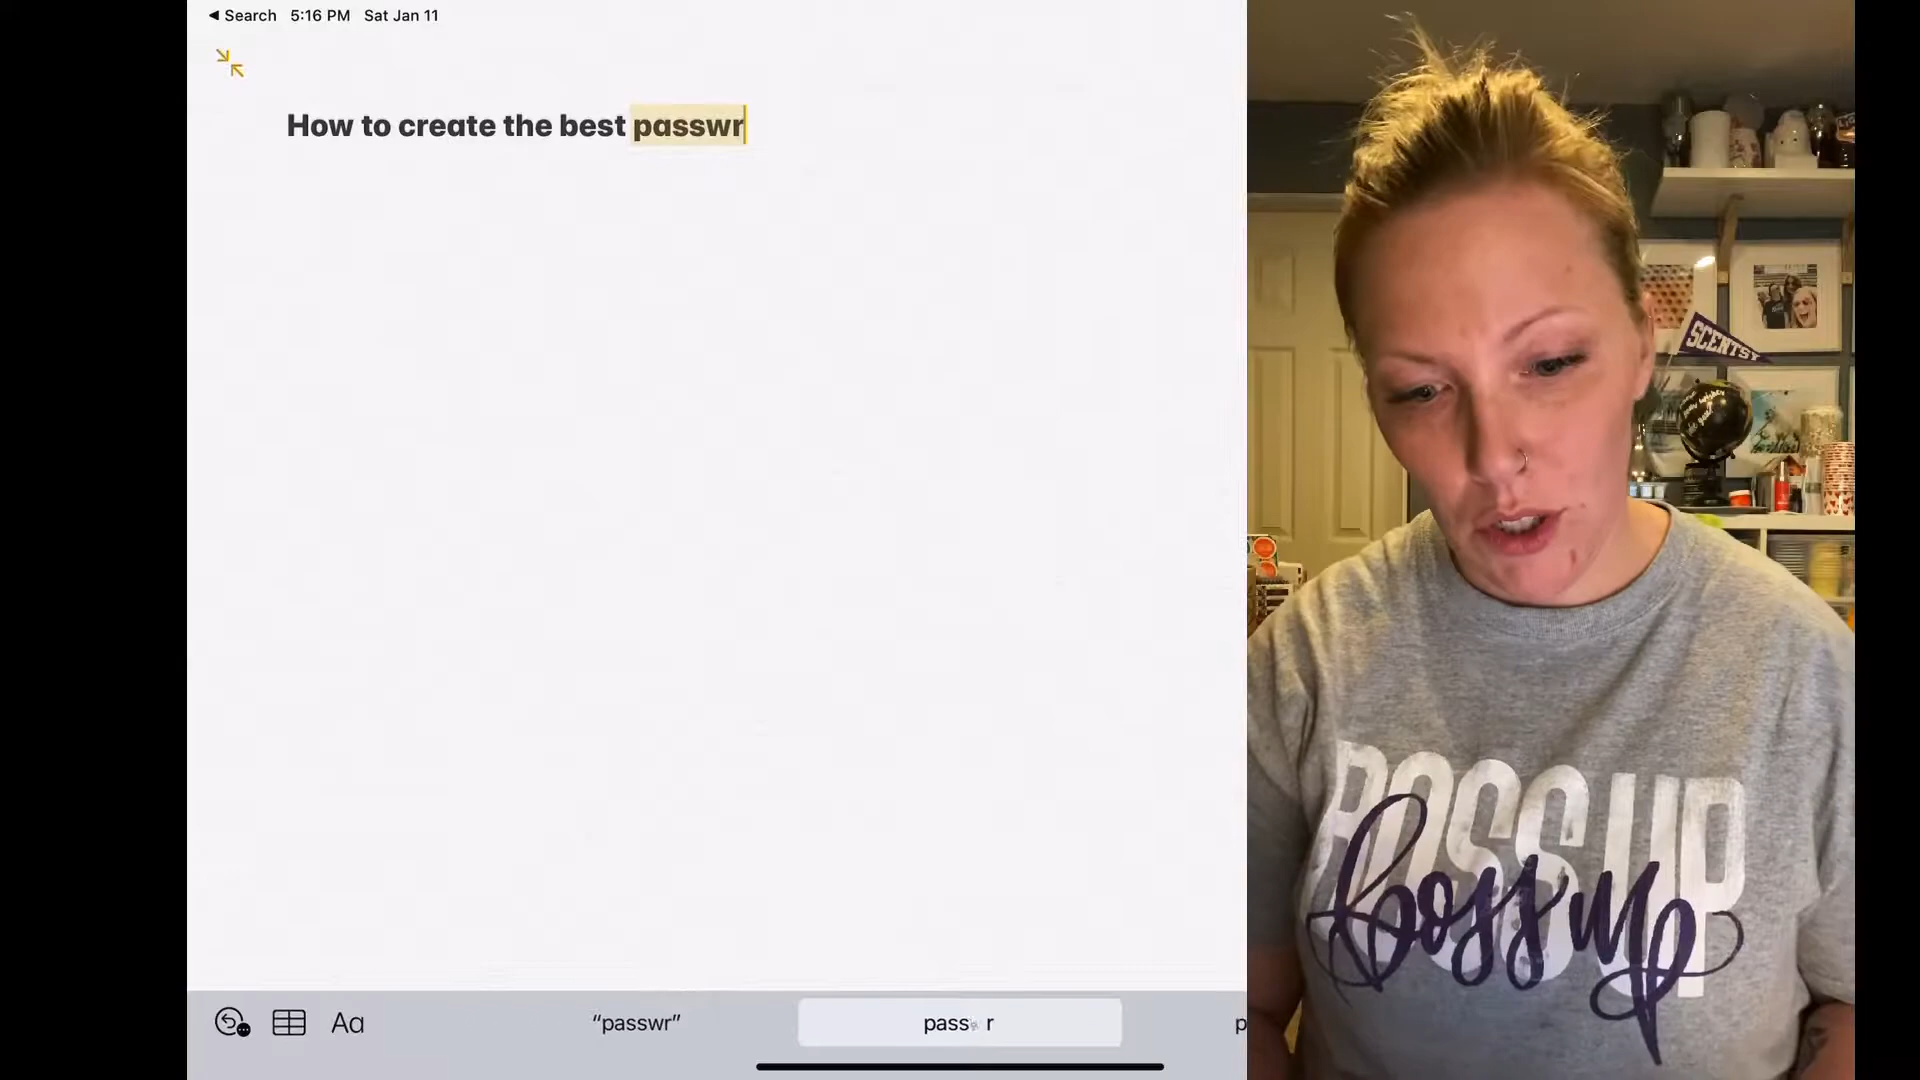 ◀ Search 5:16 PM Sat Jan 11
How to create the best passwr
SCENTSY
BOSS UP
boss up
Aa “passwr”